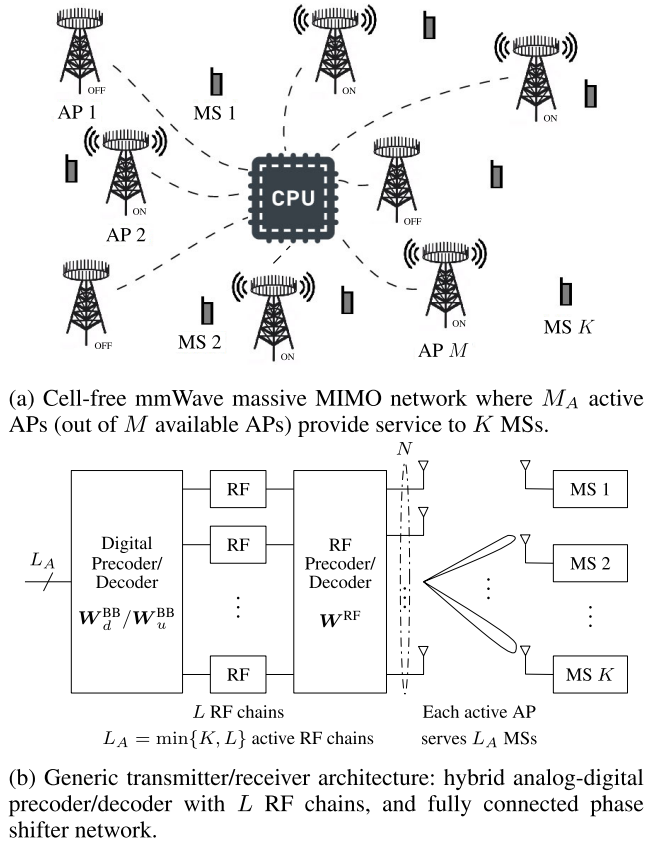 OFF
AP 1
MS 1
ON
ON
ON
AP 2
CPU
OFF
OFF
MS 2
ON
ON
AP M
MS K
(a) Cell-free mmWave massive MIMO network where M_A active
APs (out of M available APs) provide service to K MSs.
N
L_A
Digital
Precoder/
Decoder
W_d^BB/W_u^BB
RF
RF
⋮
RF
RF
Precoder/
Decoder
W^RF
⋮
⋮
MS 1
MS 2
⋮
MS K
L RF chains
L_A = min{K, L} active RF chains
Each active AP
serves L_A MSs
(b) Generic transmitter/receiver architecture: hybrid analog-digital
precoder/decoder with L RF chains, and fully connected phase
shifter network.